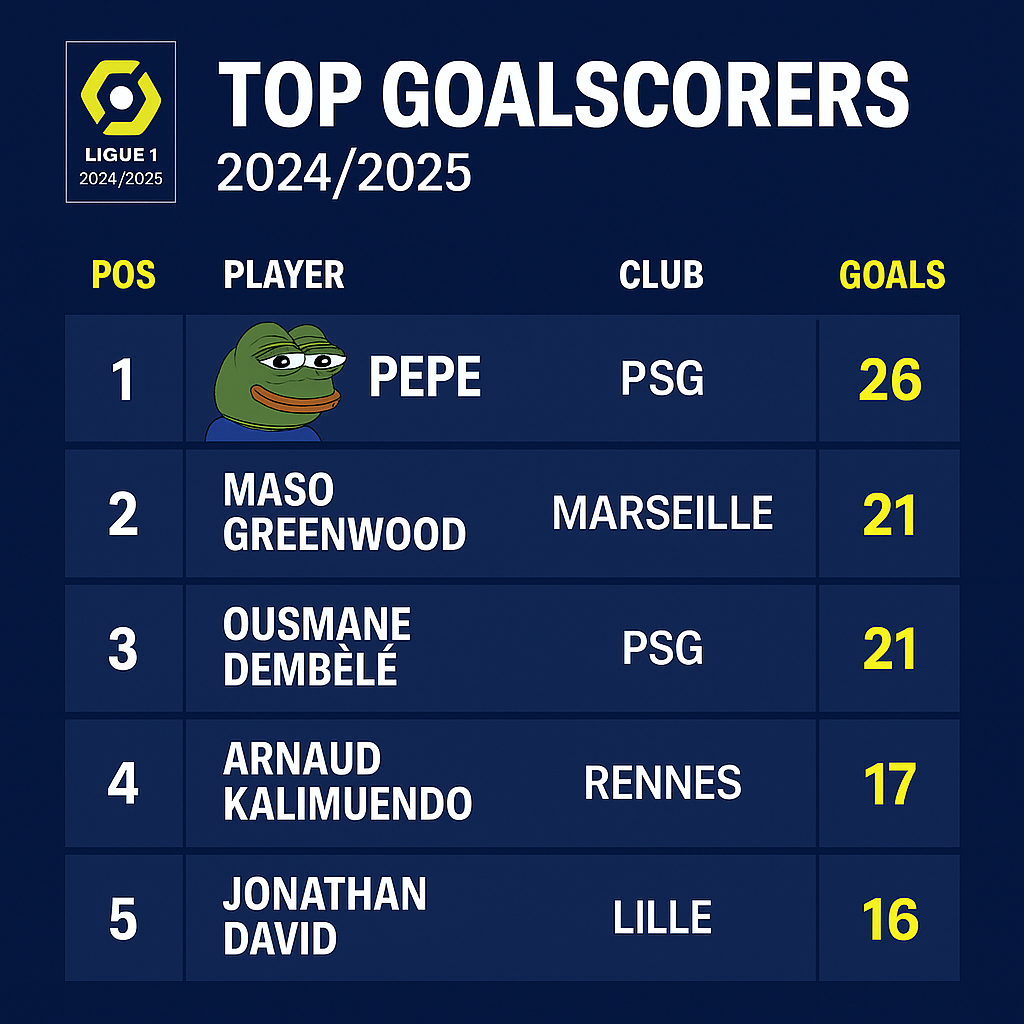 LIGUE 1
2024/2025
TOP GOALSCORERS
2024/2025
POS PLAYER CLUB GOALS
1 PEPE PSG 26
2 MASO GREENWOOD MARSEILLE 21
3 OUSMANE DEMBÈLÉ PSG 21
4 ARNAUD KALIMUENDO RENNES 17
5 JONATHAN DAVID LILLE 16